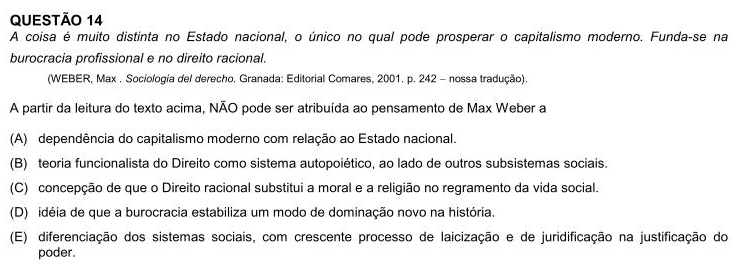 QUESTÃO 14
A coisa é muito distinta no Estado nacional, o único no qual pode prosperar o capitalismo moderno. Funda-se na
burocracia profissional e no direito racional.
(WEBER, Max . Sociologia del derecho. Granada: Editorial Comares, 2001. p. 242 – nossa tradução).
A partir da leitura do texto acima, NÃO pode ser atribuída ao pensamento de Max Weber a
(A) dependência do capitalismo moderno com relação ao Estado nacional.
(B) teoria funcionalista do Direito como sistema autopoiético, ao lado de outros subsistemas sociais.
(C) concepção de que o Direito racional substitui a moral e a religião no regramento da vida social.
(D) idéia de que a burocracia estabiliza um modo de dominação novo na história.
(E) diferenciação dos sistemas sociais, com crescente processo de laicização e de juridificação na justificação do
poder.